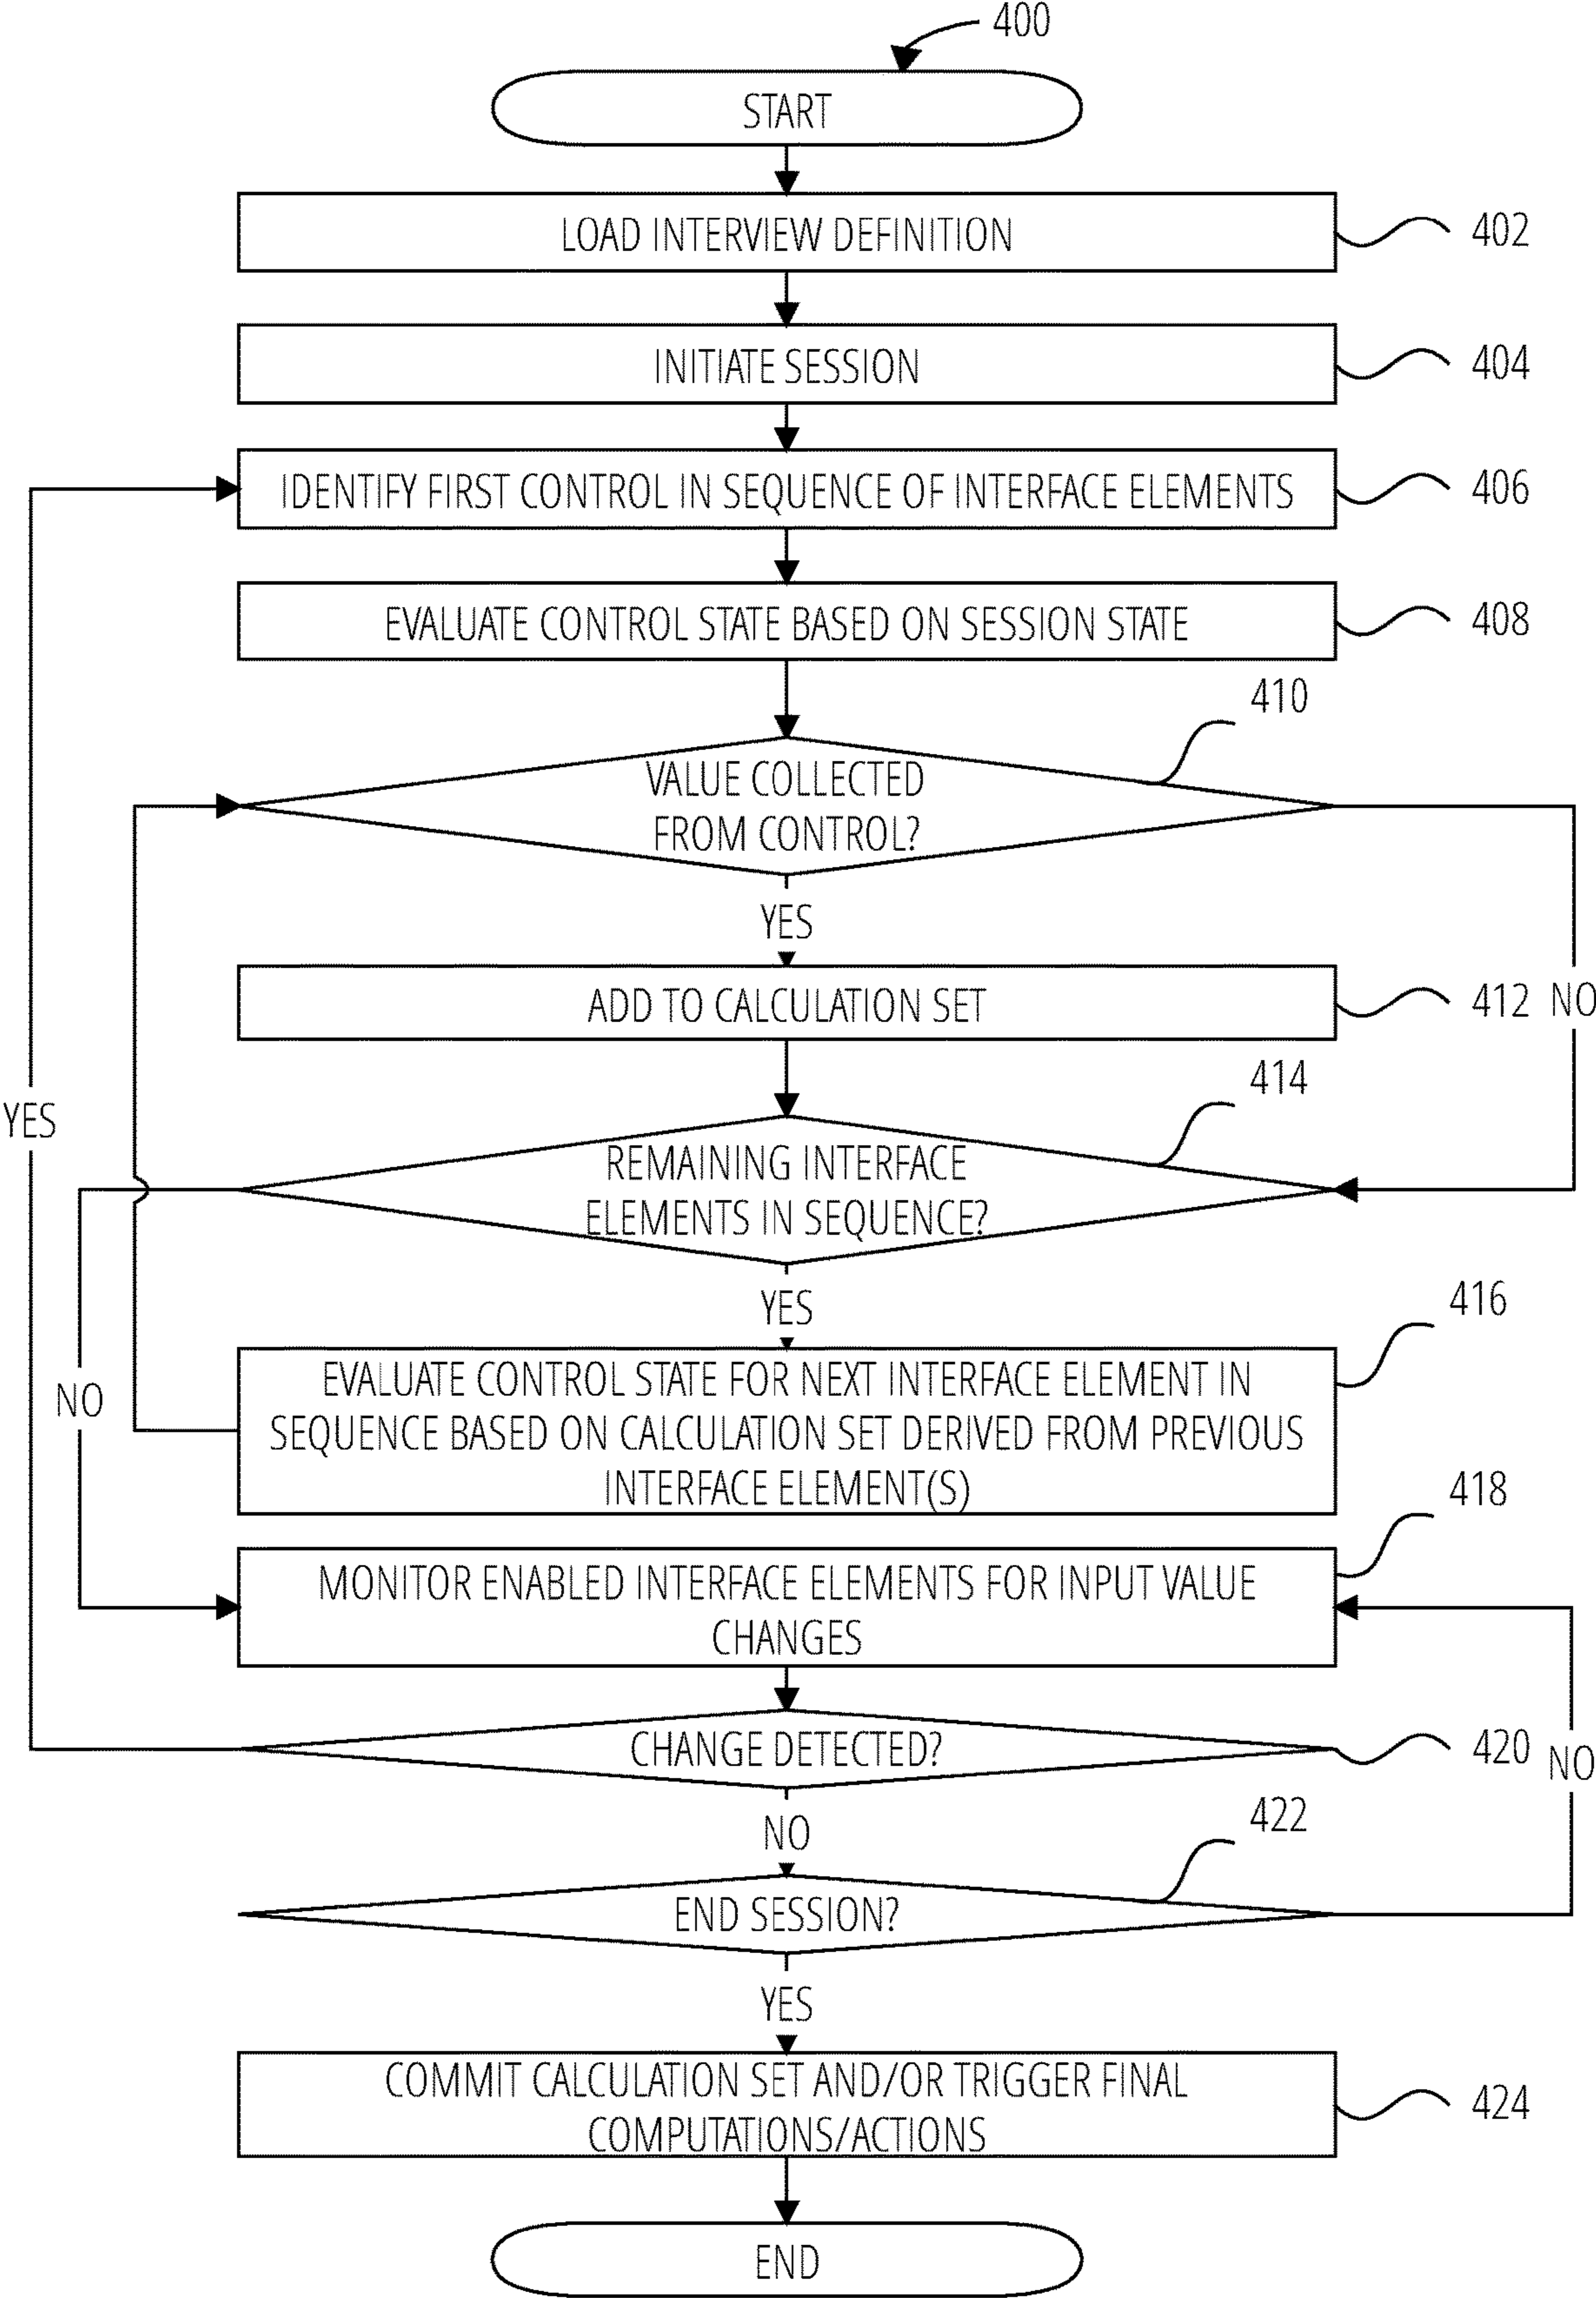 400
START
LOAD INTERVIEW DEFINITION
402
INITIATE SESSION
404
IDENTIFY FIRST CONTROL IN SEQUENCE OF INTERFACE ELEMENTS
406
EVALUATE CONTROL STATE BASED ON SESSION STATE
408
410
VALUE COLLECTED
FROM CONTROL?
YES
NO
ADD TO CALCULATION SET
412
414
YES
REMAINING INTERFACE
ELEMENTS IN SEQUENCE?
YES
NO
416
EVALUATE CONTROL STATE FOR NEXT INTERFACE ELEMENT IN
SEQUENCE BASED ON CALCULATION SET DERIVED FROM PREVIOUS
INTERFACE ELEMENT(S)
418
MONITOR ENABLED INTERFACE ELEMENTS FOR INPUT VALUE
CHANGES
CHANGE DETECTED?
420
NO
NO
422
END SESSION?
YES
COMMIT CALCULATION SET AND/OR TRIGGER FINAL
COMPUTATIONS/ACTIONS
424
END